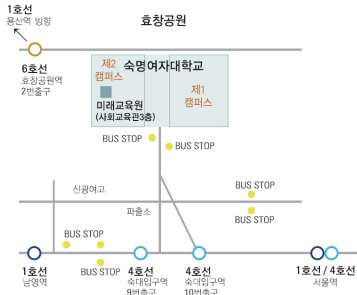 1호선
용산역 방향
효창공원
6호선
효창공원역
2번출구
제2
캠퍼스
숙명여자대학교
제1
캠퍼스
미래교육원
(사회교육관3층)
BUS STOP
BUS STOP
신광여고
BUS STOP
파출소
BUS STOP
BUS STOP
BUS STOP
1호선
남영역
4호선
숙대입구역
9번출구
4호선
숙대입구역
10번출구
1호선 / 4호선
서울역